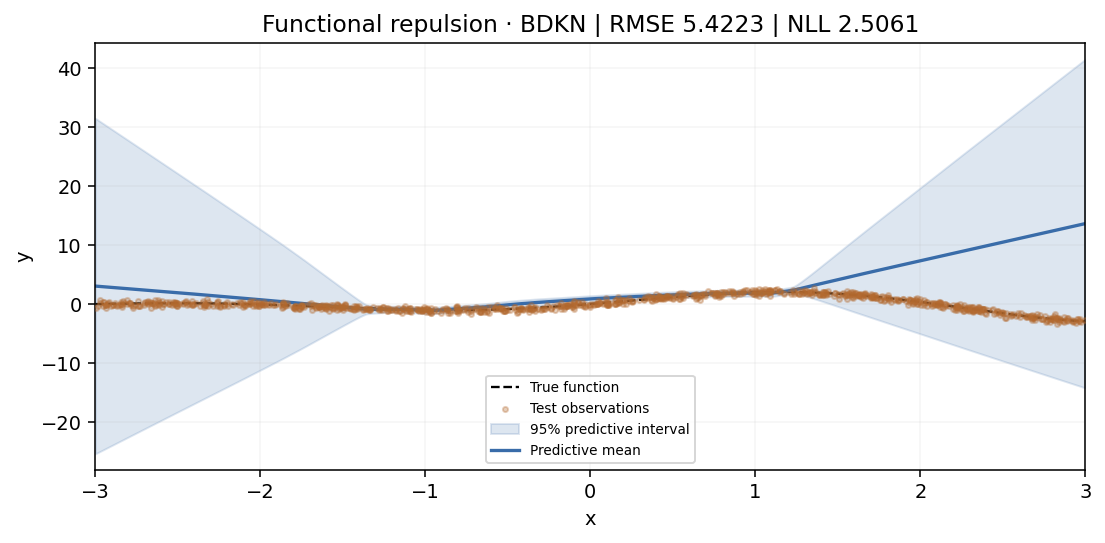 Functional repulsion · BDKN | RMSE 5.4223 | NLL 2.5061
y
40
30
20
10
0
−10
−20
True function
Test observations
95% predictive interval
Predictive mean
−3 −2 −1 0 1 2 3
x